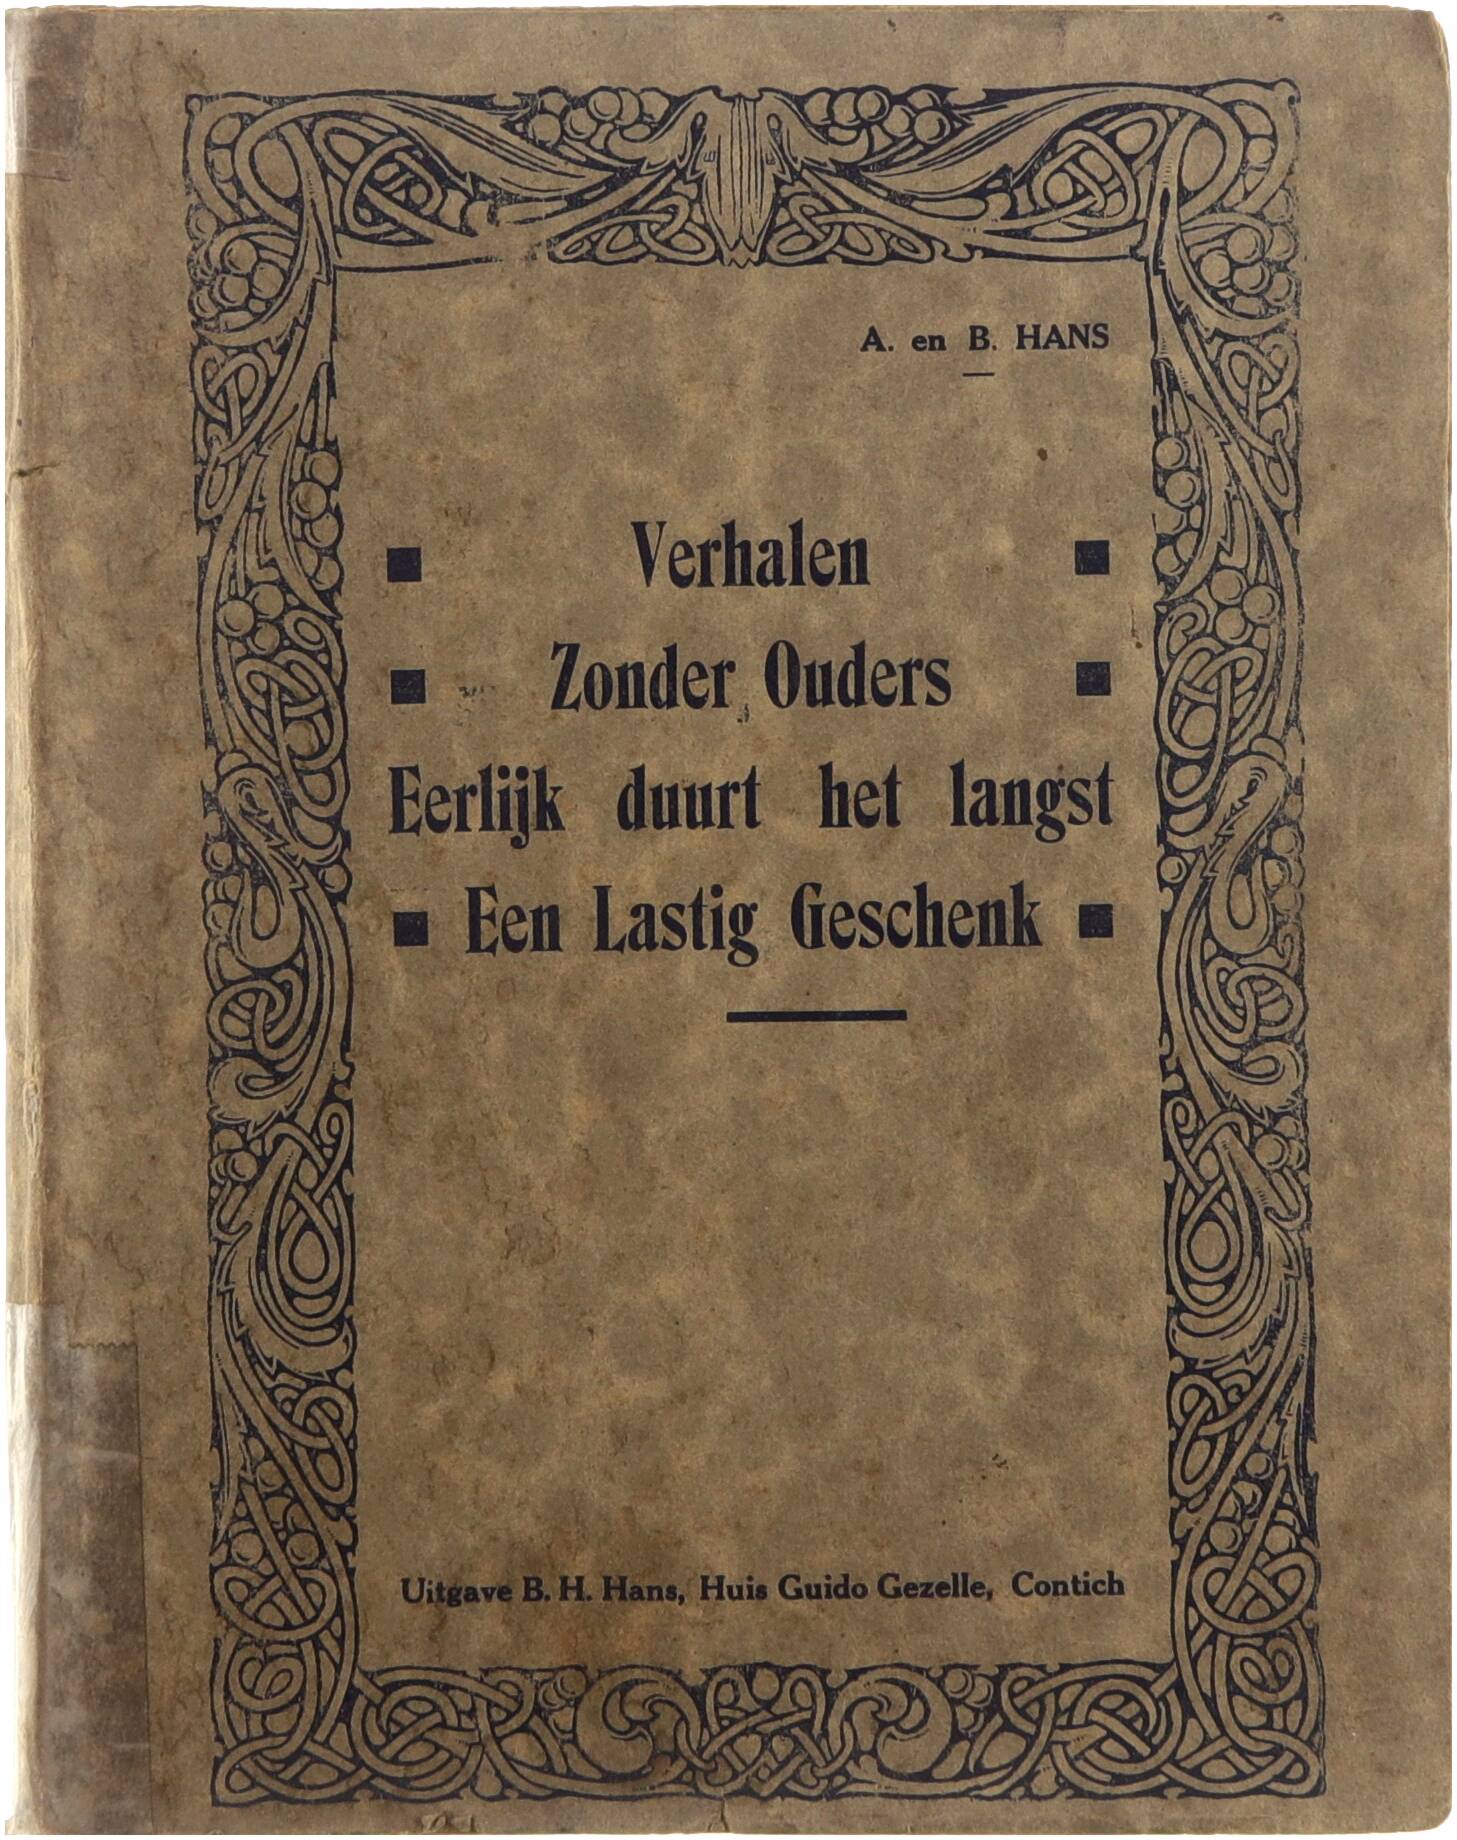 A. en B. HANS
Verhalen
Zonder Ouders
Eerlijk duurt het langst
Een Lastig Geschenk
Uitgave B. H. Hans, Huis Guido Gezelle, Contich